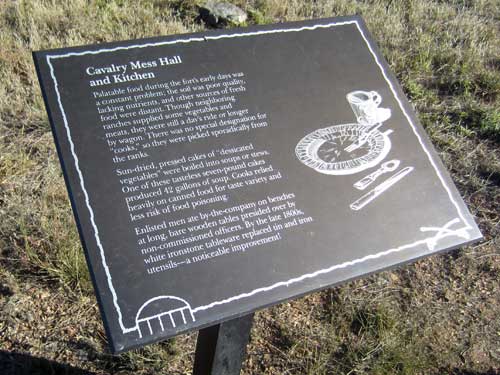 Cavalry Mess Hall
and Kitchen
Palatable food during the fort's early days was
a constant problem; the soil was poor quality,
lacking nutrients, and other sources of fresh
food were distant. Though neighboring
ranches supplied some vegetables and
meats, they were still a day's ride or longer
by wagon. There was no special designation for
"cooks," so they were picked sporadically from
the ranks.
Sun-dried, pressed cakes of "dessicated
vegetables" were boiled into soups or stews.
One of these tasteless seven-pound cakes
produced 42 gallons of soup. Cooks relied
heavily on canned food for taste variety and
less risk of food poisoning.
Enlisted men ate by-the-company on benches
at long, bare wooden tables presided over by
non-commissioned officers. By the late 1800s,
white ironstone tableware replaced tin and iron
utensils—a noticeable improvement!